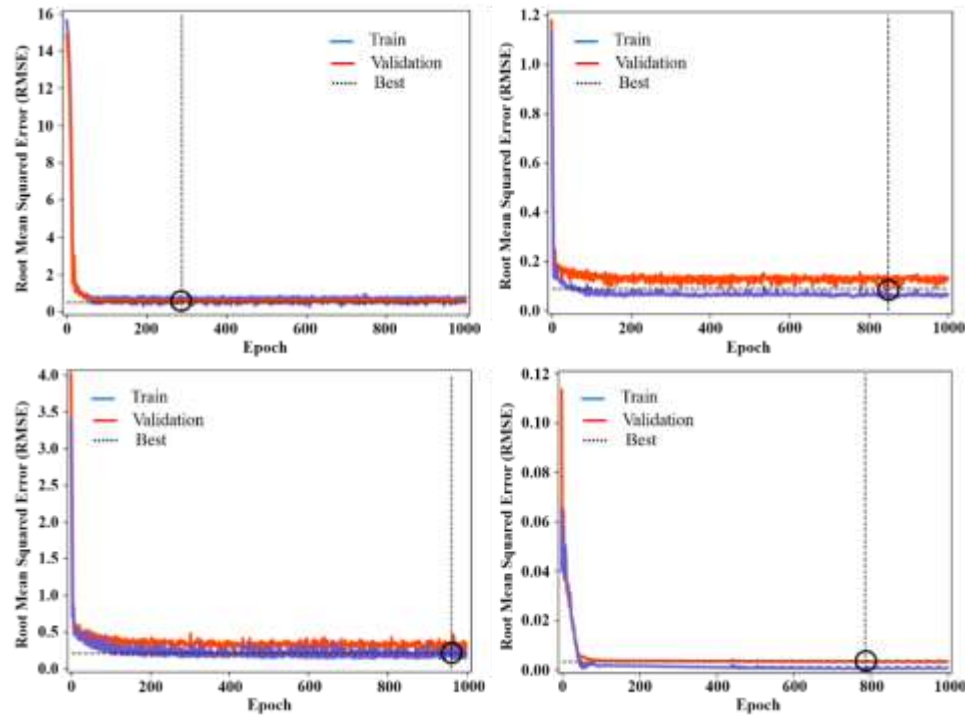 16
14
12
10
8
6
4
2
0
Root Mean Squared Error (RMSE)
Train
Validation
Best
0 200 400 600 800 1000
Epoch
1.2
1.0
0.8
0.6
0.4
0.2
0.0
Root Mean Squared Error (RMSE)
Train
Validation
Best
0 200 400 600 800 1000
Epoch
4.0
3.5
3.0
2.5
2.0
1.5
1.0
0.5
0.0
Root Mean Squared Error (RMSE)
Train
Validation
Best
0 200 400 600 800 1000
Epoch
0.12
0.10
0.08
0.06
0.04
0.02
0.00
Root Mean Squared Error (RMSE)
Train
Validation
Best
0 200 400 600 800 1000
Epoch